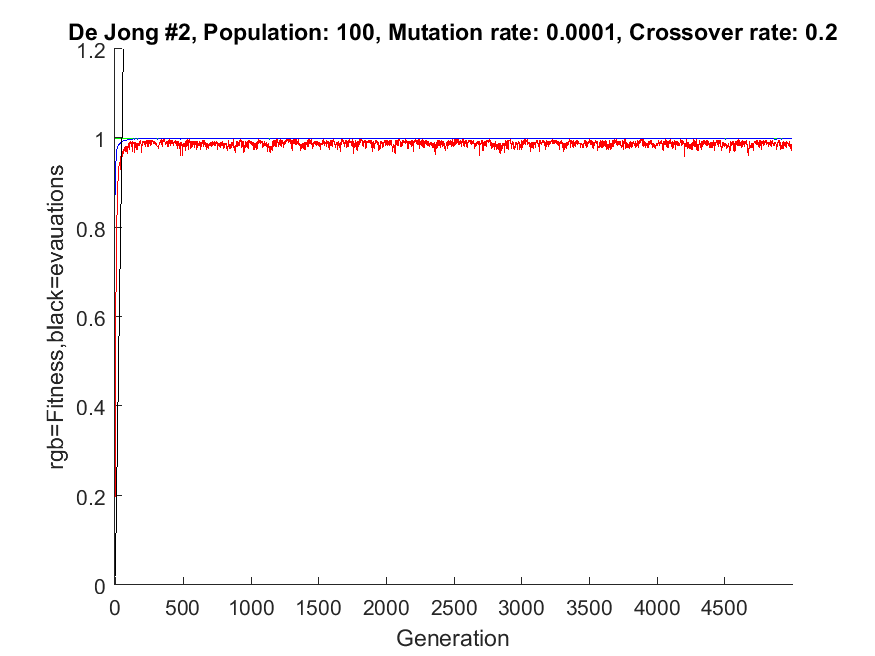 De Jong #2, Population: 100, Mutation rate: 0.0001, Crossover rate: 0.2
1.2
1
0.8
0.6
0.4
0.2
0
rgb=Fitness,black=evauations
0 500 1000 1500 2000 2500 3000 3500 4000 4500
Generation